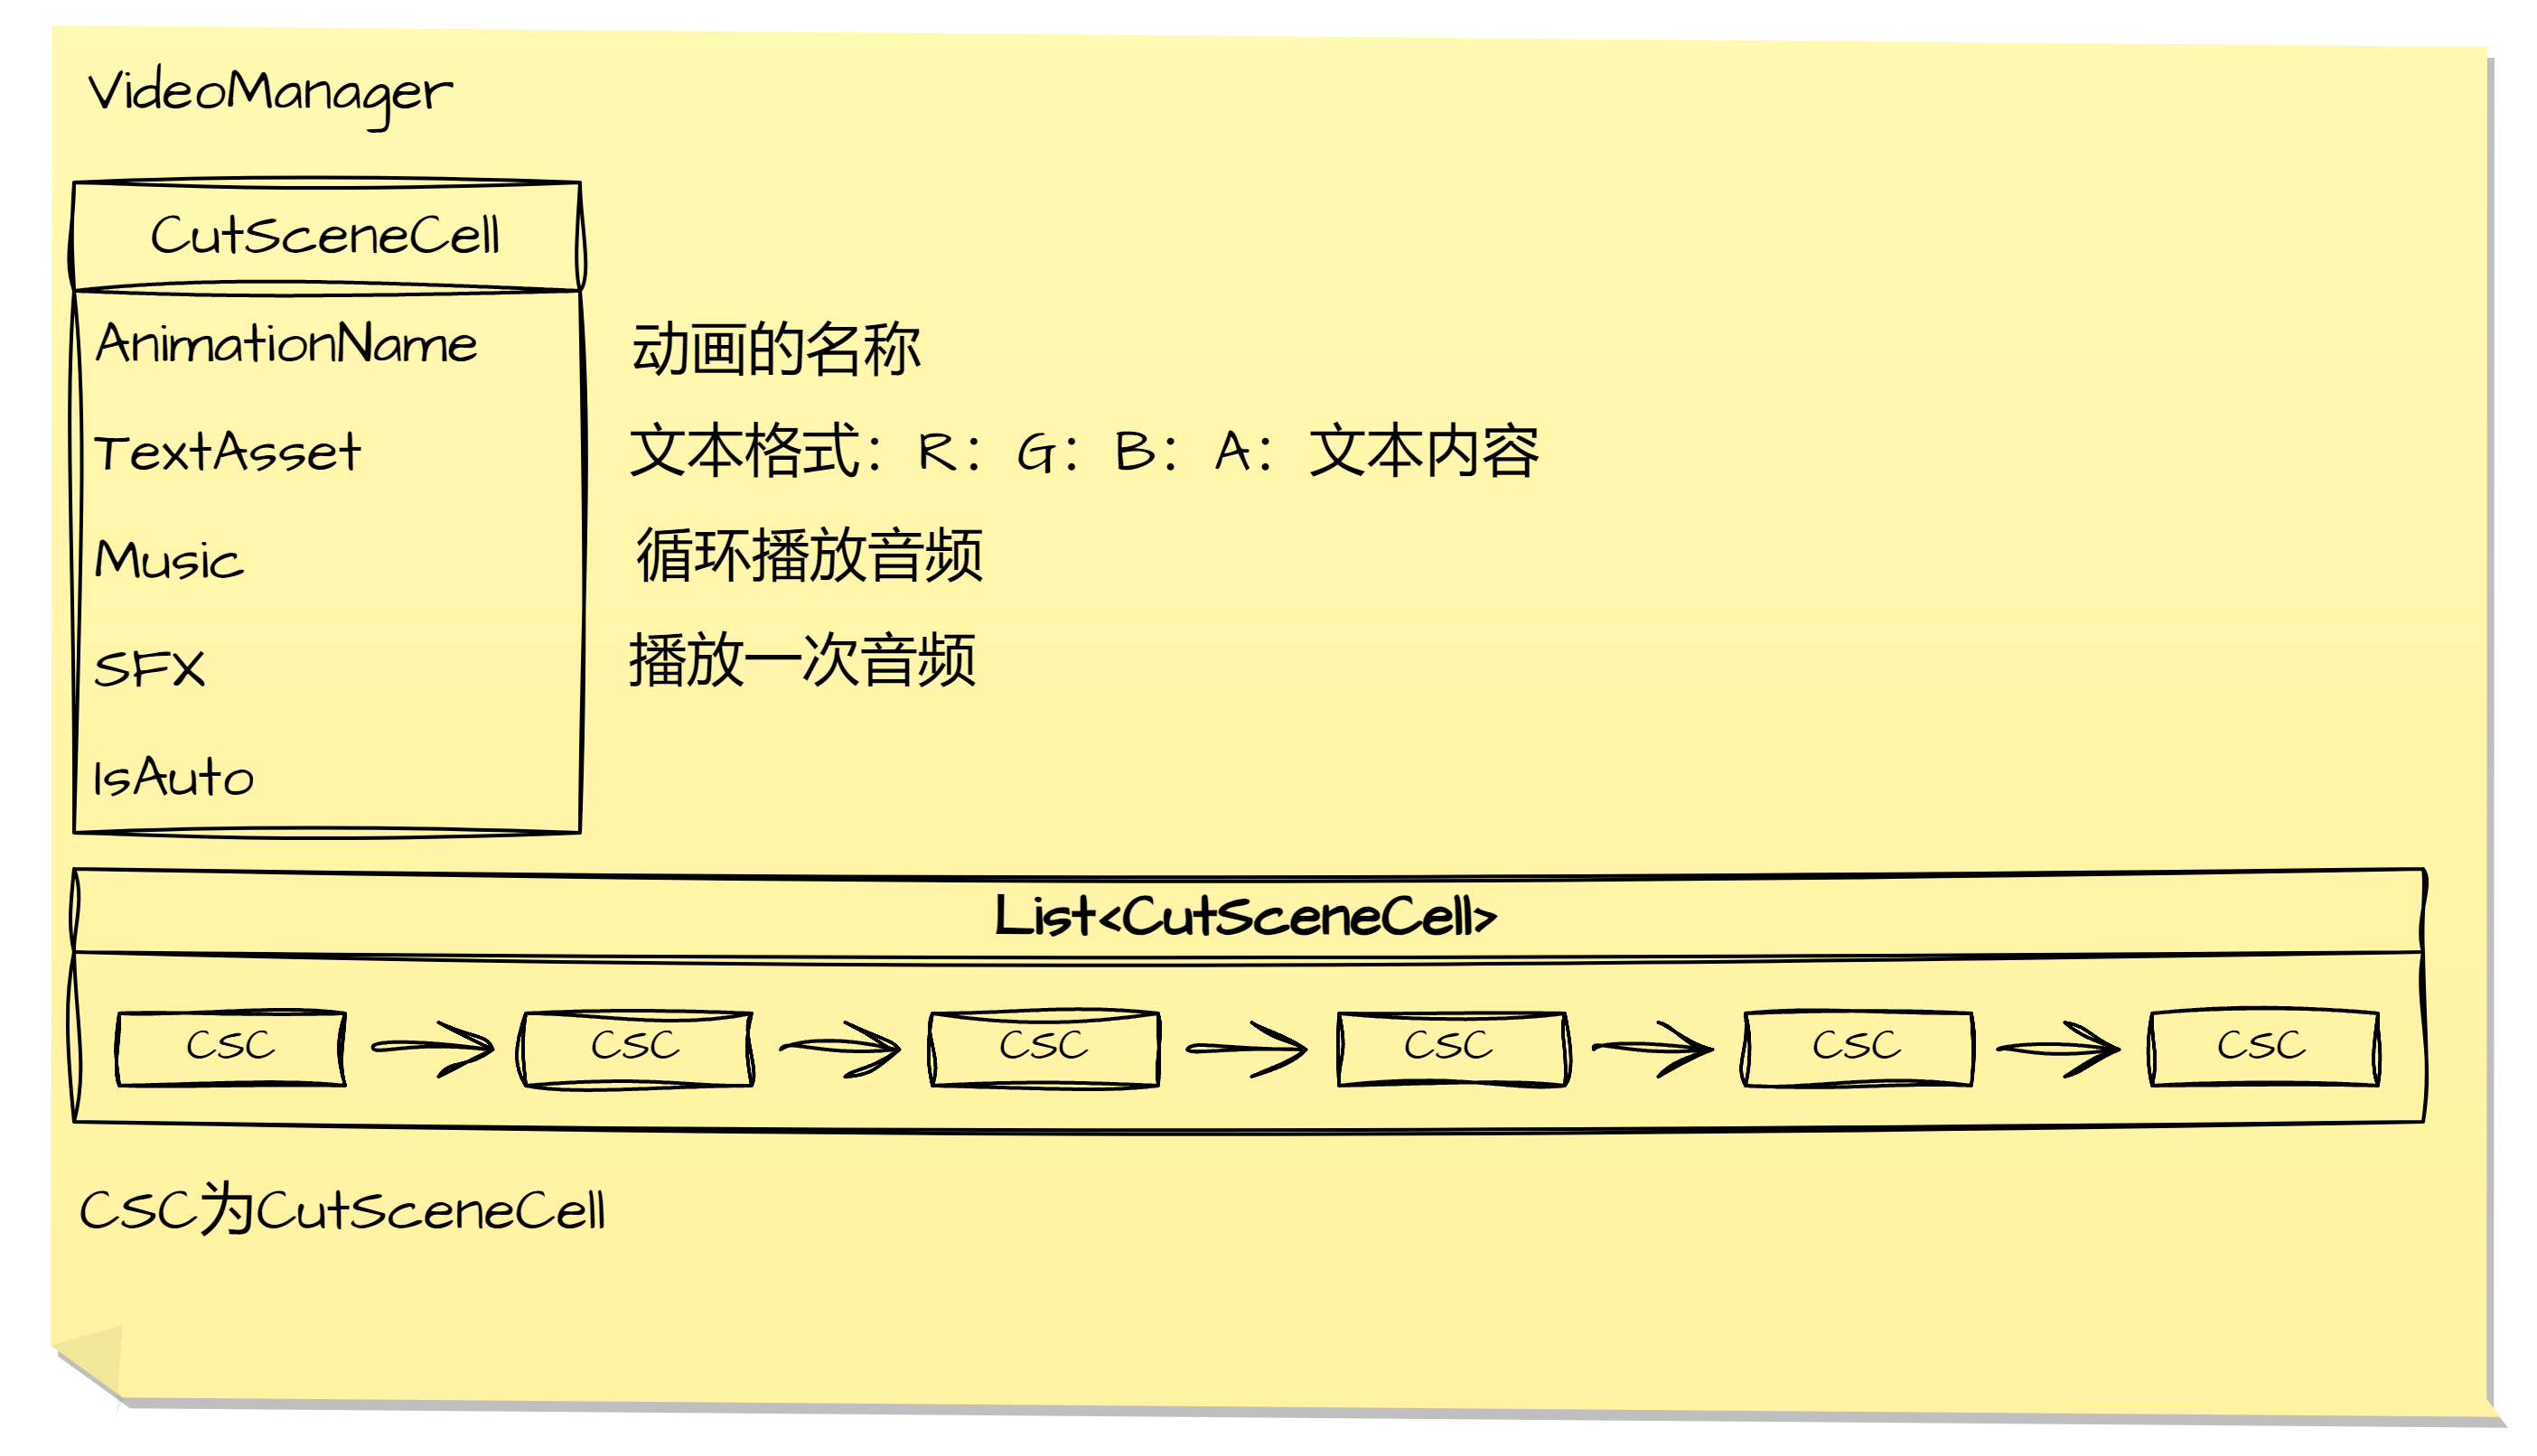 VideoManager
CutSceneCell
AnimationName 动画的名称
TextAsset 文本格式：R：G：B：A：文本内容
Music 循环播放音频
SFX 播放一次音频
IsAuto
List<CutSceneCell>
CSC CSC CSC CSC CSC CSC
CSC为CutSceneCell